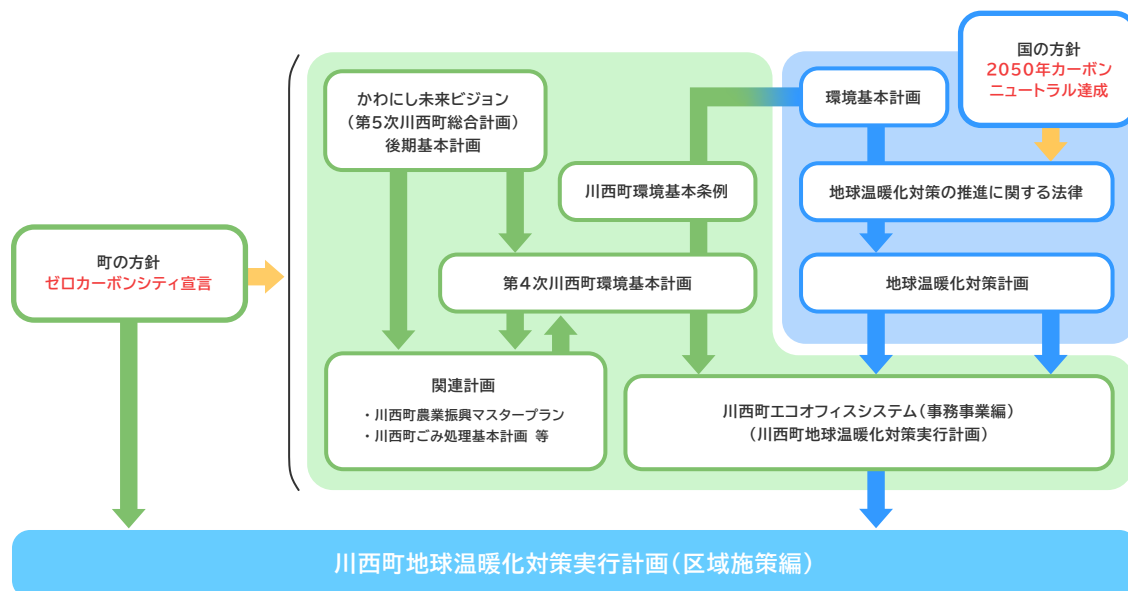 国の方針
2050年カーボン
ニュートラル達成
かわにし未来ビジョン
（第5次川西町総合計画）
後期基本計画
環境基本計画
川西町環境基本条例
地球温暖化対策の推進に関する法律
町の方針
ゼロカーボンシティ宣言
第4次川西町環境基本計画
地球温暖化対策計画
関連計画
・川西町農業振興マスタープラン
・川西町ごみ処理基本計画 等
川西町エコオフィスシステム（事務事業編）
（川西町地球温暖化対策実行計画）
川西町地球温暖化対策実行計画（区域施策編）